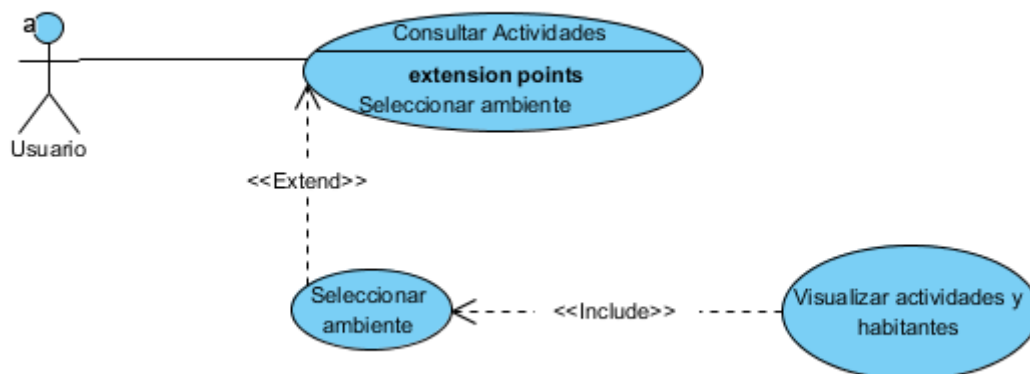 a
Consultar Actividades
extension points
Seleccionar ambiente
Usuario
<<Extend>>
Seleccionar
ambiente
<<Include>>
Visualizar actividades y
habitantes